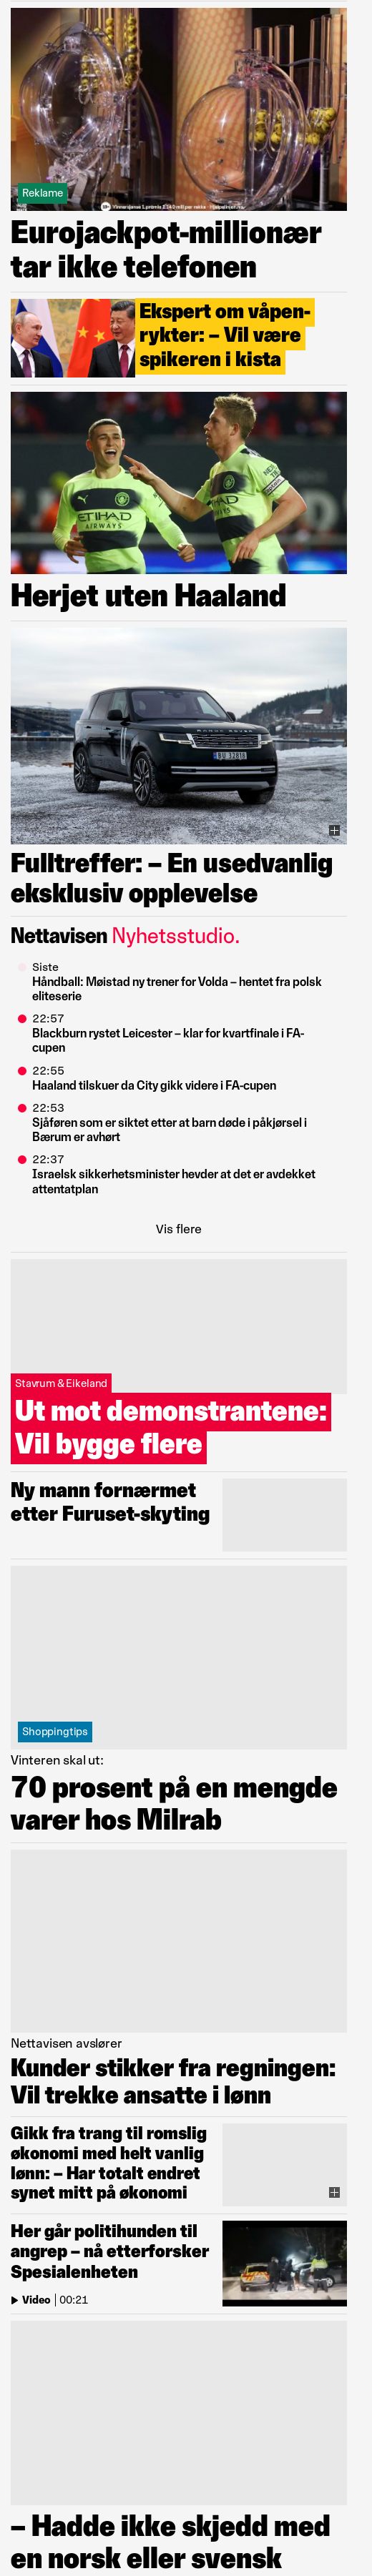 Reklame
Eurojackpot-millionær
tar ikke telefonen
Ekspert om våpen-
rykter: – Vil være
spikeren i kista
ETIHAD
AIRWAYS
Herjet uten Haaland
Fulltreffer: – En usedvanlig
eksklusiv opplevelse
Nettavisen Nyhetsstudio.
Siste
Håndball: Møistad ny trener for Volda – hentet fra polsk
eliteserie
22:57
Blackburn rystet Leicester – klar for kvartfinale i FA-
cupen
22:55
Haaland tilskuer da City gikk videre i FA-cupen
22:53
Sjåføren som er siktet etter at barn døde i påkjørsel i
Bærum er avhørt
22:37
Israelsk sikkerhetsminister hevder at det er avdekket
attentatplan
Vis flere
Stavrum & Eikeland
Ut mot demonstrantene:
Vil bygge flere
Ny mann fornærmet
etter Furuset-skyting
Shoppingtips
Vinteren skal ut:
70 prosent på en mengde
varer hos Milrab
Nettavisen avslører
Kunder stikker fra regningen:
Vil trekke ansatte i lønn
Gikk fra trang til romslig
økonomi med helt vanlig
lønn: – Har totalt endret
synet mitt på økonomi
Her går politihunden til
angrep – nå etterforsker
Spesialenheten
Video 00:21
– Hadde ikke skjedd med
en norsk eller svensk